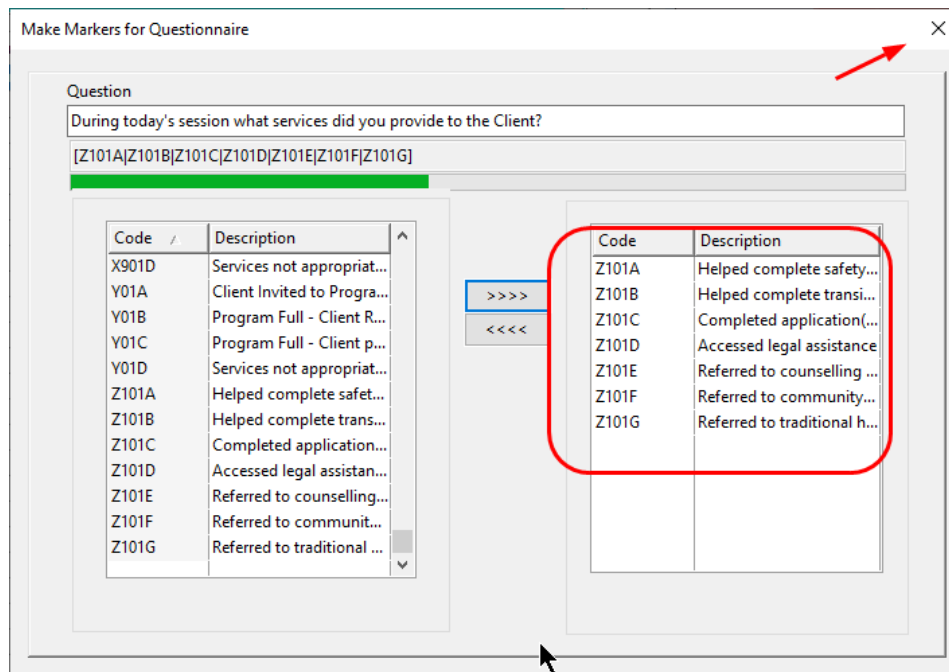 Make Markers for Questionnaire
Question
During today's session what services did you provide to the Client?
[Z101A|Z101B|Z101C|Z101D|Z101E|Z101F|Z101G]
Code Description
X901D Services not appropriat...
Y01A Client Invited to Progra...
Y01B Program Full - Client R...
Y01C Program Full - Client p...
Y01D Services not appropriat...
Z101A Helped complete safet...
Z101B Helped complete trans...
Z101C Completed application...
Z101D Accessed legal assistan...
Z101E Referred to counselling...
Z101F Referred to communit...
Z101G Referred to traditional ...
>>>>
<<<<
Code Description
Z101A Helped complete safety...
Z101B Helped complete transi...
Z101C Completed application(...
Z101D Accessed legal assistance
Z101E Referred to counselling ...
Z101F Referred to community...
Z101G Referred to traditional h...